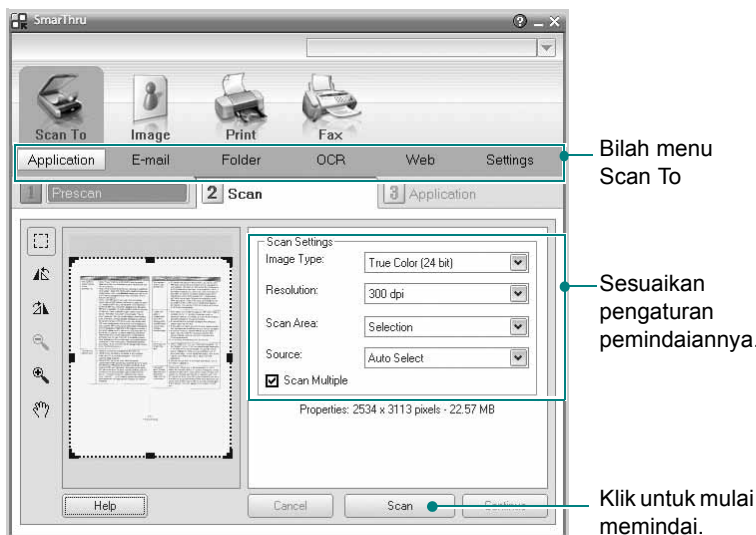 SmarThru
Scan To Image Print Fax
Application E-mail Folder OCR Web Settings
Bilah menu
Scan To
1 Prescan 2 Scan 3 Application
Scan Settings
Image Type: True Color (24 bit)
Resolution: 300 dpi
Scan Area: Selection
Source: Auto Select
Scan Multiple
Sesuaikan
pengaturan
pemindaiannya.
Properties: 2534 x 3113 pixels - 22.57 MB
Help Cancel Scan Continue
Klik untuk mulai
memindai.